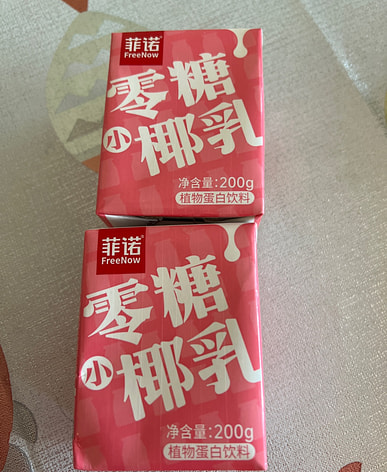 菲诺
FreeNow
零糖
小椰乳
净含量:200g
植物蛋白饮料
菲诺
FreeNow
零糖
小椰乳
净含量:200g
植物蛋白饮料